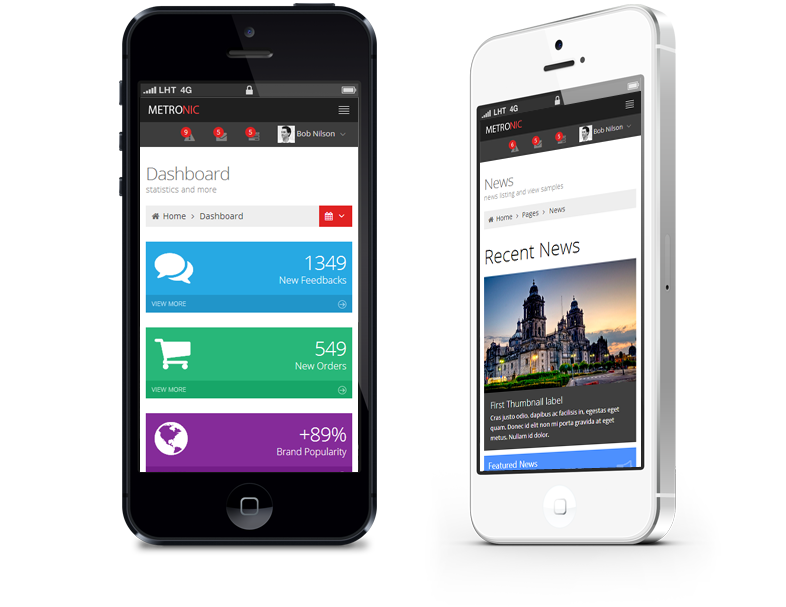 LHT 4G
METRONIC
9 5 5 Bob Nilson
Dashboard
statistics and more
Home > Dashboard
1349
New Feedbacks
VIEW MORE
549
New Orders
VIEW MORE
+89%
Brand Popularity
LHT 4G
METRONIC
6 5 5 Bob Nilson
News
news listing and view samples
Home > Pages > News
Recent News
First Thumbnail label
Cras justo odio, dapibus ac facilisis in, egestas eget
quam. Donec id elit non mi porta gravida at eget
metus. Nullam id dolor.
Featured News